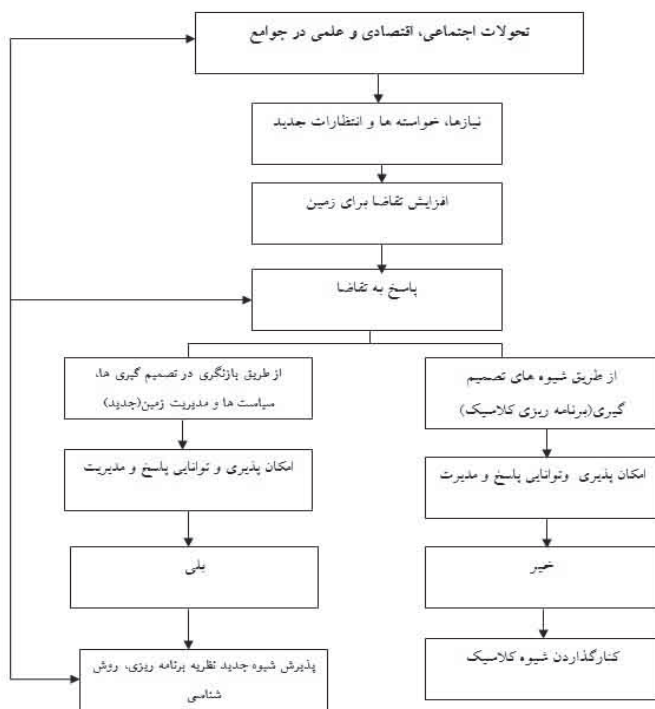 تحولات اجتماعی، اقتصادی و علمی در جوامع
نیازها، خواسته ها و انتظارات جدید
افزایش تقاضا برای زمین
پاسخ به تقاضا
از طریق شیوه های تصمیم
گیری(برنامه ریزی کلاسیک)
امکان پذیری وتوانایی پاسخ و مدیرت
خیر
کنارگذاردن شیوه کلاسیک
از طریق بازنگری در تصمیم گیری ها،
سیاست ها و مدیریت زمین(جدید)
امکان پذیری و توانایی پاسخ و مدیریت
بلی
پذیرش شیوه جدید نظریه برنامه ریزی، روش
شناسی